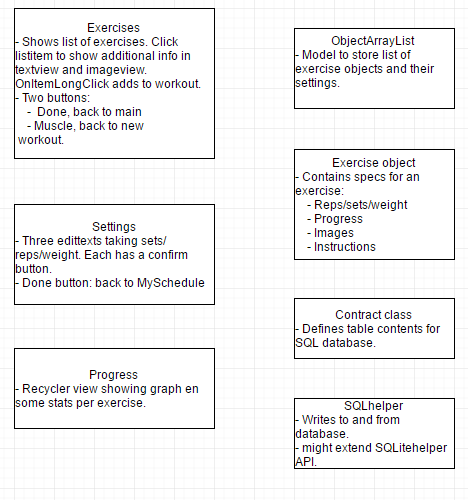 Exercises
- Shows list of exercises. Click
listitem to show additional info in
textview and imageview.
OnItemLongClick adds to workout.
- Two buttons:
- Done, back to main
- Muscle, back to new
workout.
Settings
- Three edittexts taking sets/
reps/weight. Each has a confirm
button.
- Done button: back to MySchedule
Progress
- Recycler view showing graph en
some stats per exercise.
ObjectArrayList
- Model to store list of
exercise objects and their
settings.
Exercise object
- Contains specs for an
exercise:
- Reps/sets/weight
- Progress
- Images
- Instructions
Contract class
- Defines table contents for
SQL database.
SQLhelper
- Writes to and from
database.
- might extend SQLitehelper
API.